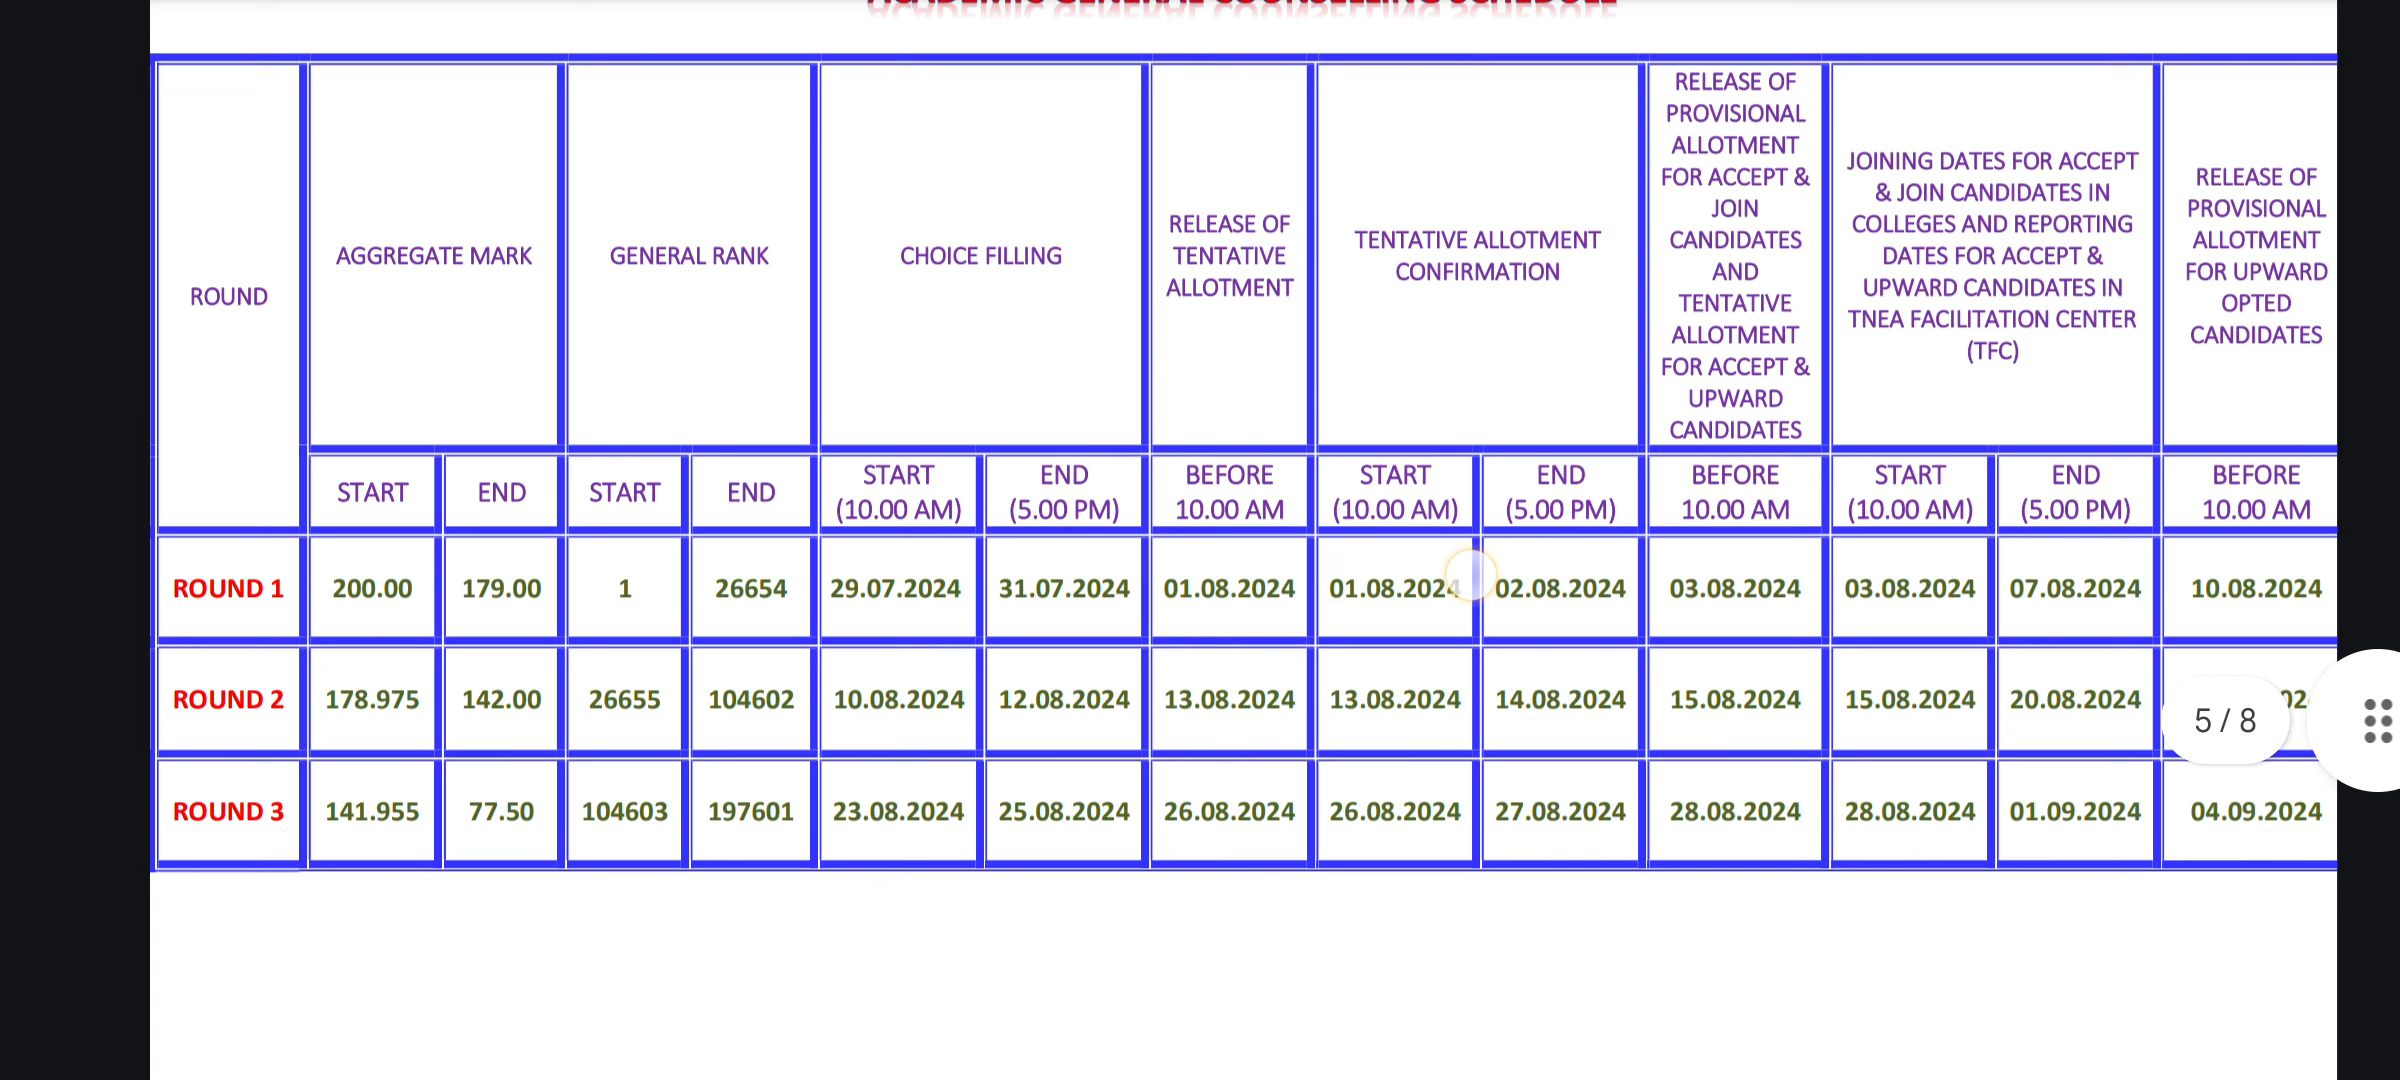 ACADEMIC GENERAL COUNSELLING SCHEDULE
ROUND
AGGREGATE MARK
GENERAL RANK
CHOICE FILLING
RELEASE OF
TENTATIVE
ALLOTMENT
TENTATIVE ALLOTMENT
CONFIRMATION
RELEASE OF
PROVISIONAL
ALLOTMENT
FOR ACCEPT &
JOIN
CANDIDATES
AND
TENTATIVE
ALLOTMENT
FOR ACCEPT &
UPWARD
CANDIDATES
JOINING DATES FOR ACCEPT
& JOIN CANDIDATES IN
COLLEGES AND REPORTING
DATES FOR ACCEPT &
UPWARD CANDIDATES IN
TNEA FACILITATION CENTER
(TFC)
RELEASE OF
PROVISIONAL
ALLOTMENT
FOR UPWARD
OPTED
CANDIDATES
START
END
START
END
START
(10.00 AM)
END
(5.00 PM)
BEFORE
10.00 AM
START
(10.00 AM)
END
(5.00 PM)
BEFORE
10.00 AM
START
(10.00 AM)
END
(5.00 PM)
BEFORE
10.00 AM
ROUND 1 200.00 179.00 1 26654 29.07.2024 31.07.2024 01.08.2024 01.08.2024 02.08.2024 03.08.2024 03.08.2024 07.08.2024 10.08.2024
ROUND 2 178.975 142.00 26655 104602 10.08.2024 12.08.2024 13.08.2024 13.08.2024 14.08.2024 15.08.2024 15.08.2024 20.08.2024
5 / 8
ROUND 3 141.955 77.50 104603 197601 23.08.2024 25.08.2024 26.08.2024 26.08.2024 27.08.2024 28.08.2024 28.08.2024 01.09.2024 04.09.2024